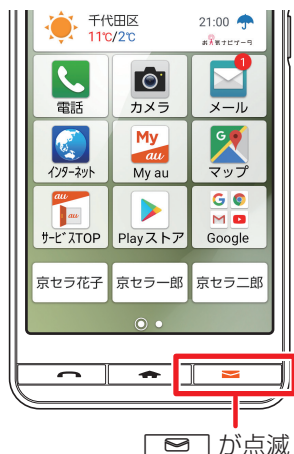 千代田区
21:00
11℃/2℃
お天気ナビゲータ
電話
カメラ
メール
1
インターネット
My au
My au
マップ
G
au
au
サービスTOP
Playストア
Google
京セラ花子
京セラ一郎
京セラ二郎
が点滅